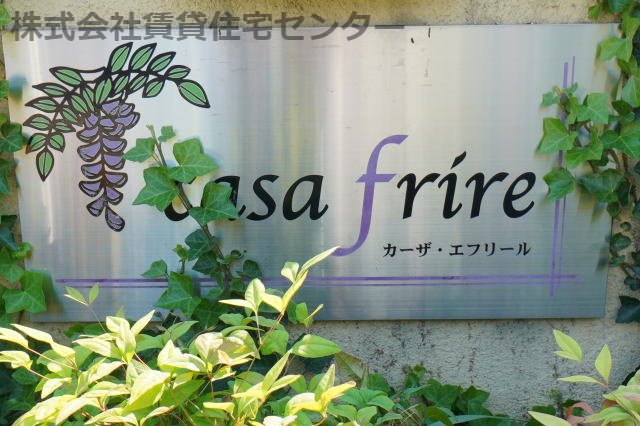 株式会社賃貸住宅センター
casa frire
カーザ・エフリール